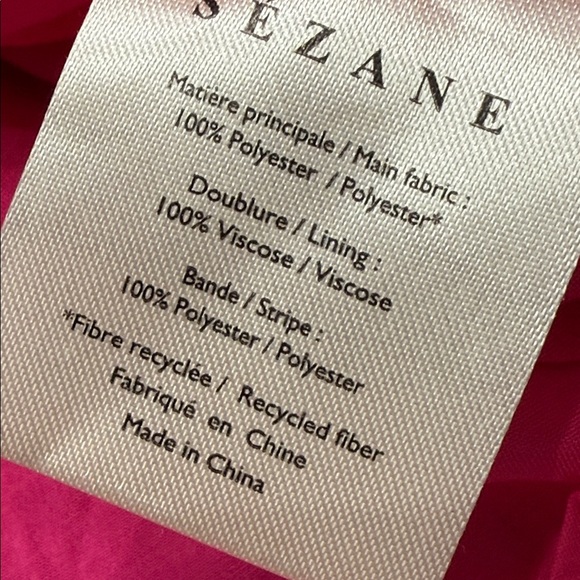 SEZANE
Matière principale / Main fabric :
100% Polyester / Polyester*
Doublure / Lining :
100% Viscose / Viscose
Bande / Stripe :
100% Polyester / Polyester
*Fibre recyclée / Recycled fiber
Fabriqué en Chine
Made in China